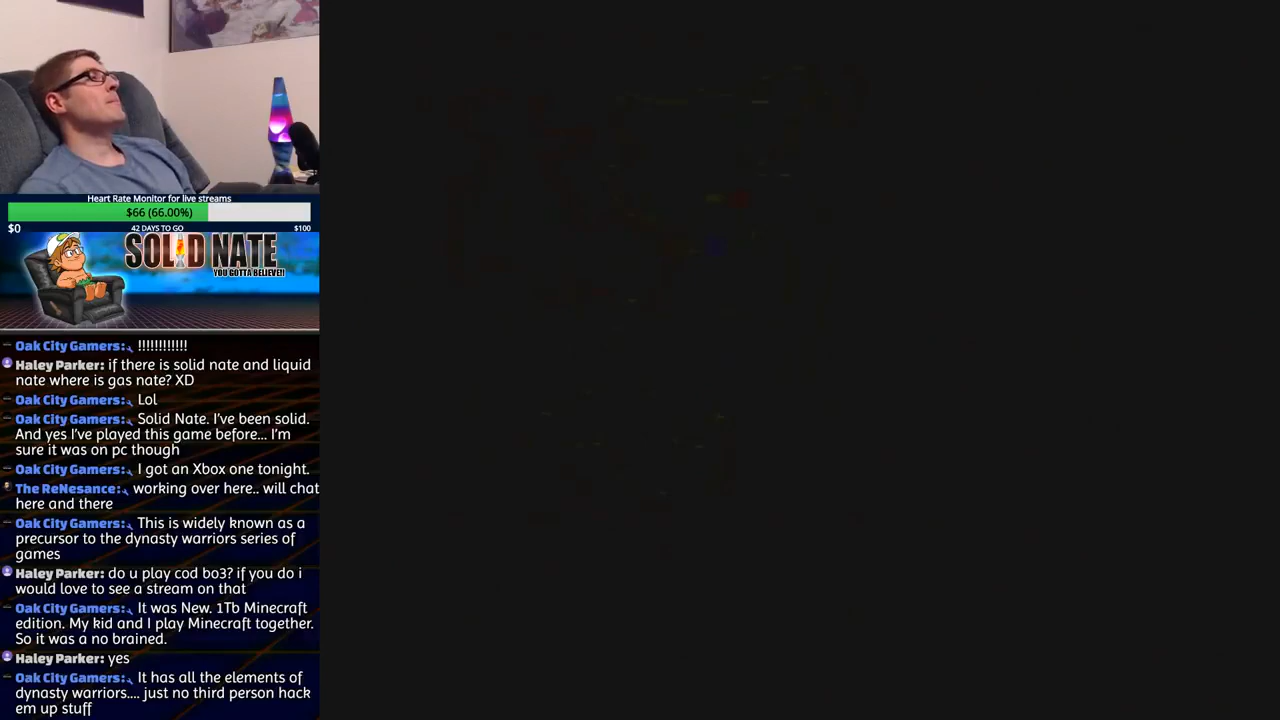 Heart Rate Monitor for live streams
$66 (66.00%)
$0 42 DAYS TO GO $100
SOLID NATE
YOU GOTTA BELIEVE!!
Oak City Gamers: !!!!!!!!!!!!
Haley Parker: if there is solid nate and liquid
nate where is gas nate? XD
Oak City Gamers: Lol
Oak City Gamers: Solid Nate. I've been solid.
And yes I've played this game before... I'm
sure it was on pc though
Oak City Gamers: I got an Xbox one tonight.
The ReNesance: working over here.. will chat
here and there
Oak City Gamers: This is widely known as a
precursor to the dynasty warriors series of
games
Haley Parker: do u play cod bo3? if you do i
would love to see a stream on that
Oak City Gamers: It was New. 1Tb Minecraft
edition. My kid and I play Minecraft together.
So it was a no brained.
Haley Parker: yes
Oak City Gamers: It has all the elements of
dynasty warriors.... just no third person hack
em up stuff